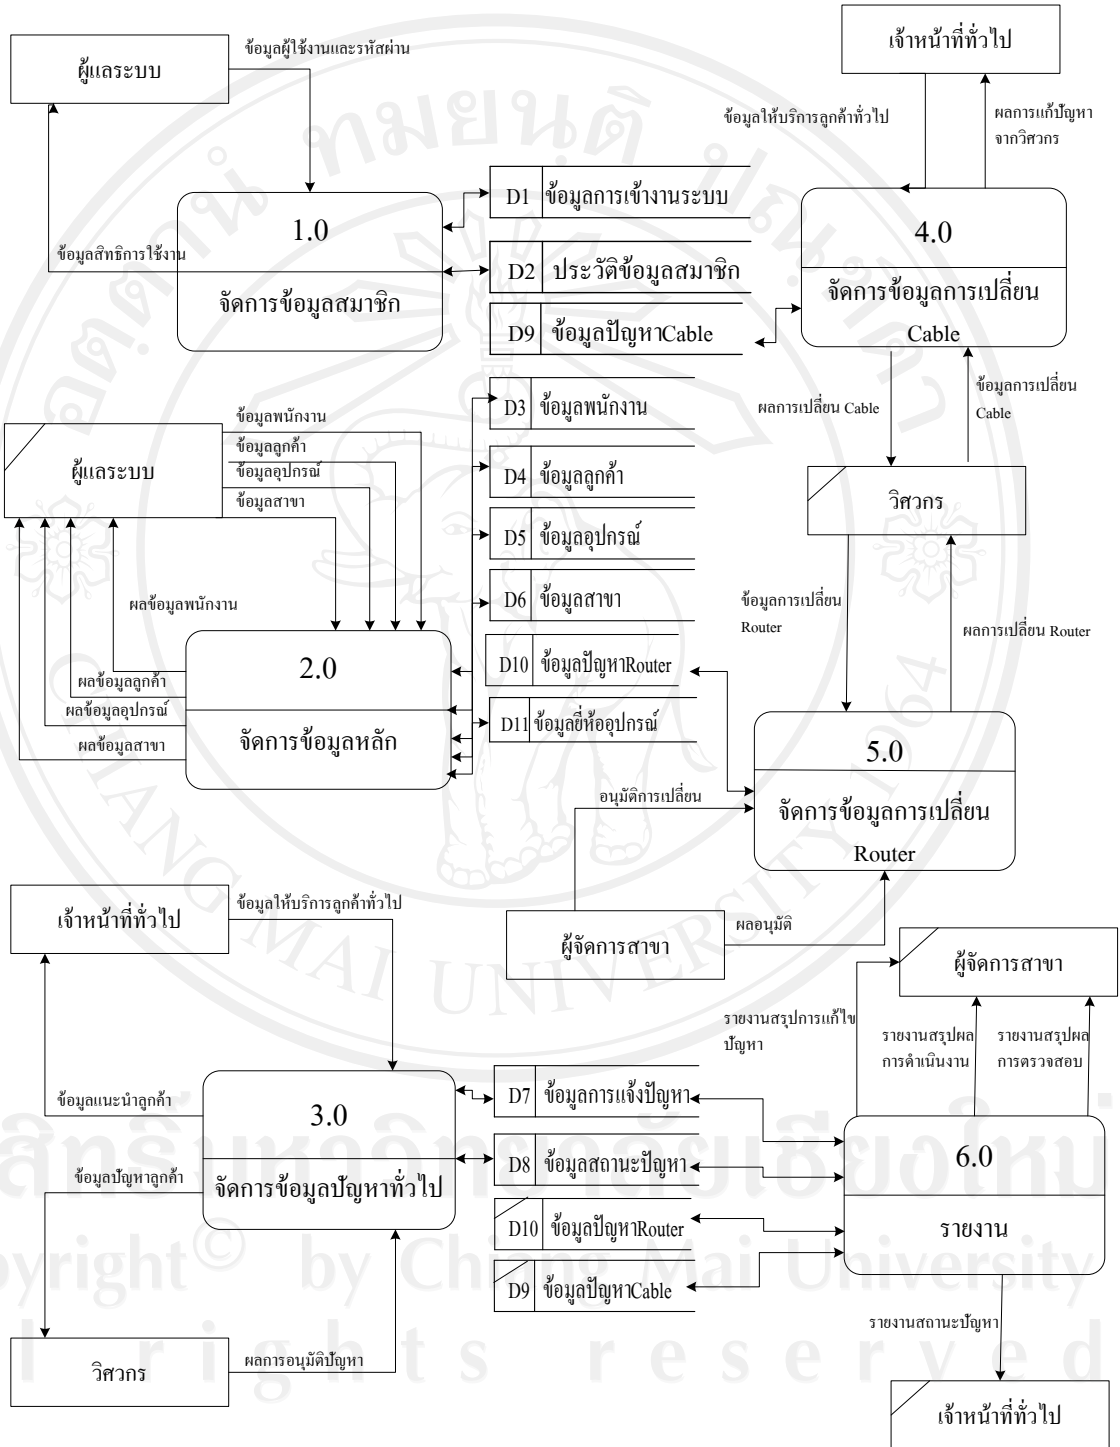 ผู้แลระบบ
ข้อมูลผู้ใช้งานและรหัสผ่าน
ข้อมูลสิทธิการใช้งาน
1.0
จัดการข้อมูลสมาชิก
D1 ข้อมูลการเข้างานระบบ
D2 ประวัติข้อมูลสมาชิก
D9 ข้อมูลปัญหาCable
เจ้าหน้าที่ทั่วไป
ข้อมูลให้บริการลูกค้าทั่วไป
ผลการแก้ปัญหา
จากวิศวกร
4.0
จัดการข้อมูลการเปลี่ยน
Cable
ผลการเปลี่ยน Cable
ข้อมูลการเปลี่ยน
Cable
วิศวกร
ผู้แลระบบ
ข้อมูลพนักงาน
ข้อมูลลูกค้า
ข้อมูลอุปกรณ์
ข้อมูลสาขา
ผลข้อมูลพนักงาน
ผลข้อมูลลูกค้า
ผลข้อมูลอุปกรณ์
ผลข้อมูลสาขา
2.0
จัดการข้อมูลหลัก
D3 ข้อมูลพนักงาน
D4 ข้อมูลลูกค้า
D5 ข้อมูลอุปกรณ์
D6 ข้อมูลสาขา
D10 ข้อมูลปัญหาRouter
D11 ข้อมูลยี่ห้ออุปกรณ์
ข้อมูลการเปลี่ยน
Router
ผลการเปลี่ยน Router
5.0
จัดการข้อมูลการเปลี่ยน
Router
อนุมัติการเปลี่ยน
ผู้จัดการสาขา
ผลอนุมัติ
เจ้าหน้าที่ทั่วไป
ข้อมูลให้บริการลูกค้าทั่วไป
ข้อมูลแนะนำลูกค้า
ข้อมูลปัญหาลูกค้า
3.0
จัดการข้อมูลปัญหาทั่วไป
วิศวกร
ผลการอนุมัติปัญหา
D7 ข้อมูลการแจ้งปัญหา
D8 ข้อมูลสถานะปัญหา
D10 ข้อมูลปัญหาRouter
D9 ข้อมูลปัญหาCable
ผู้จัดการสาขา
รายงานสรุปการแก้ไข
ปัญหา
รายงานสรุปผล
การดำเนินงาน
รายงานสรุปผล
การตรวจสอบ
6.0
รายงาน
รายงานสถานะปัญหา
เจ้าหน้าที่ทั่วไป
CHIANG MAI UNIVERSITY 1964
สิทธิ์มหาวิทยาลัยเชียงใหม่
pyright © by Chiang Mai University
l rights reserved